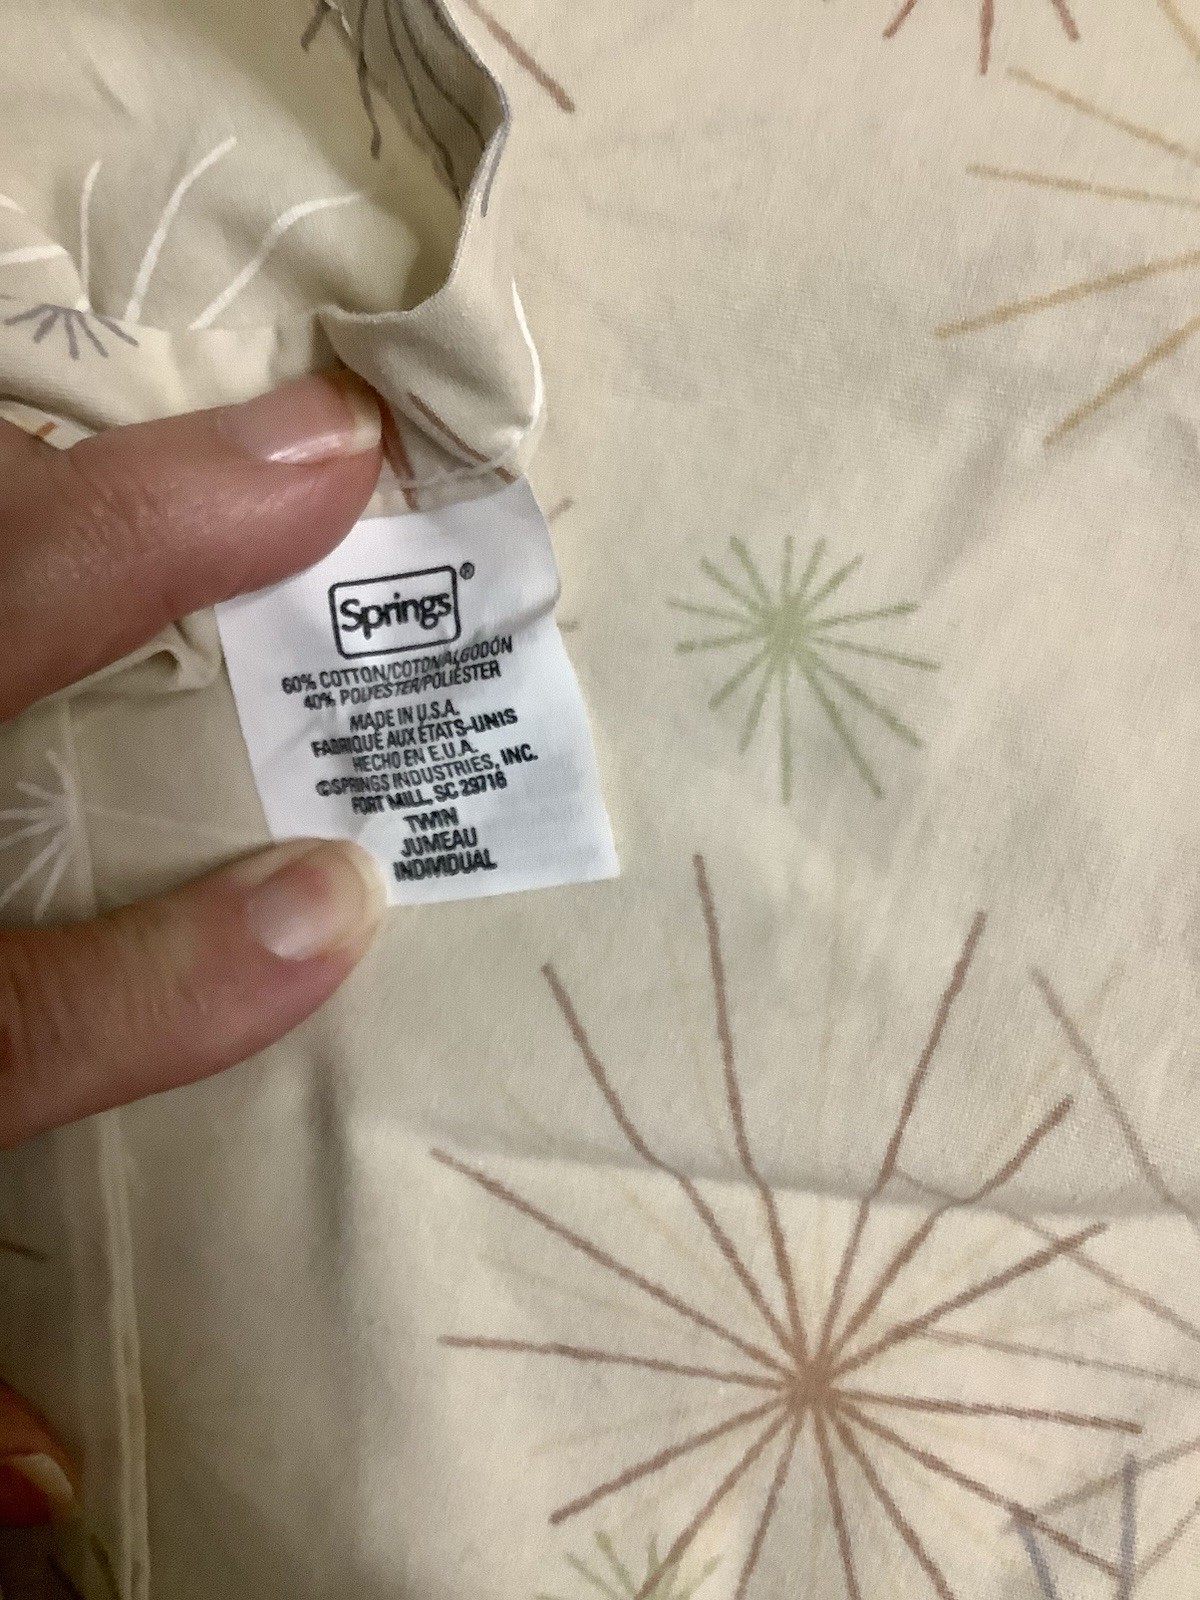 Springs®
60% COTTON/COTON/ALGODÓN
40% POLYESTER/POLIÉSTER
MADE IN U.S.A.
FABRIQUÉ AUX ÉTATS-UNIS
HECHO EN E.U.A.
©SPRINGS INDUSTRIES, INC.
FORT MILL, SC 29716
TWIN
JUMEAU
INDIVIDUAL